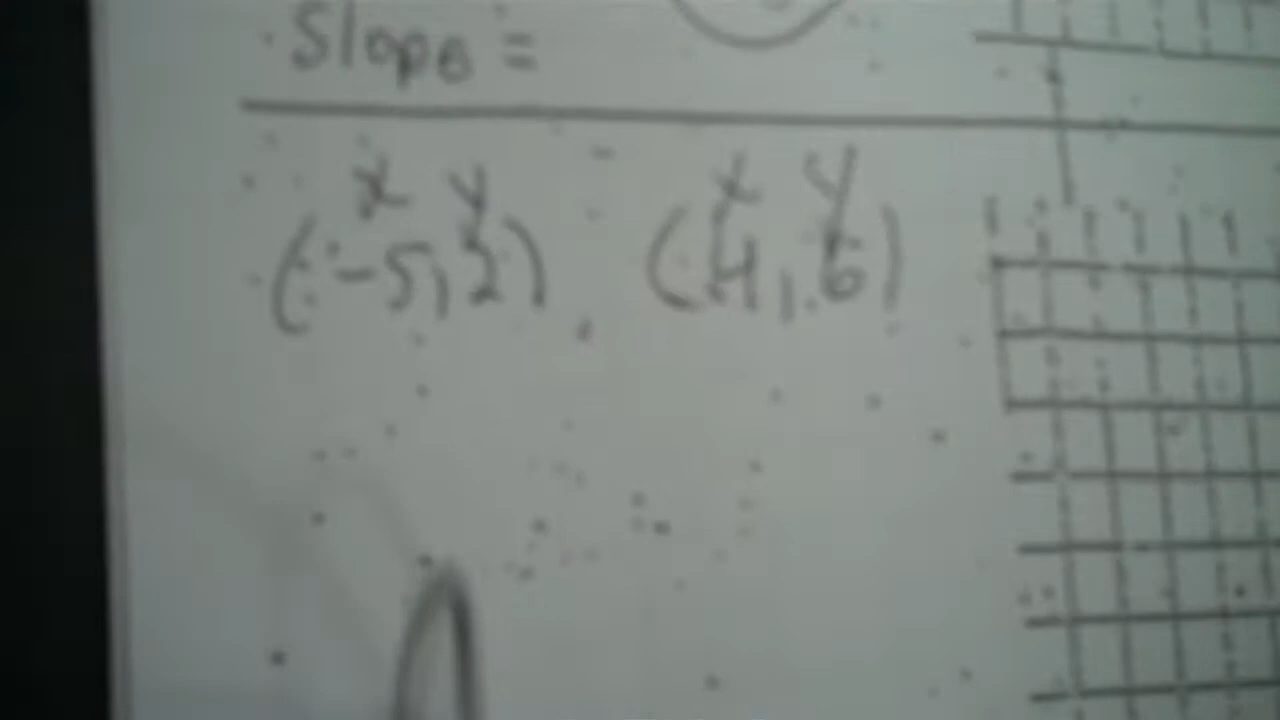 Slope =
x y x y
(-5, 2) (4, 6)